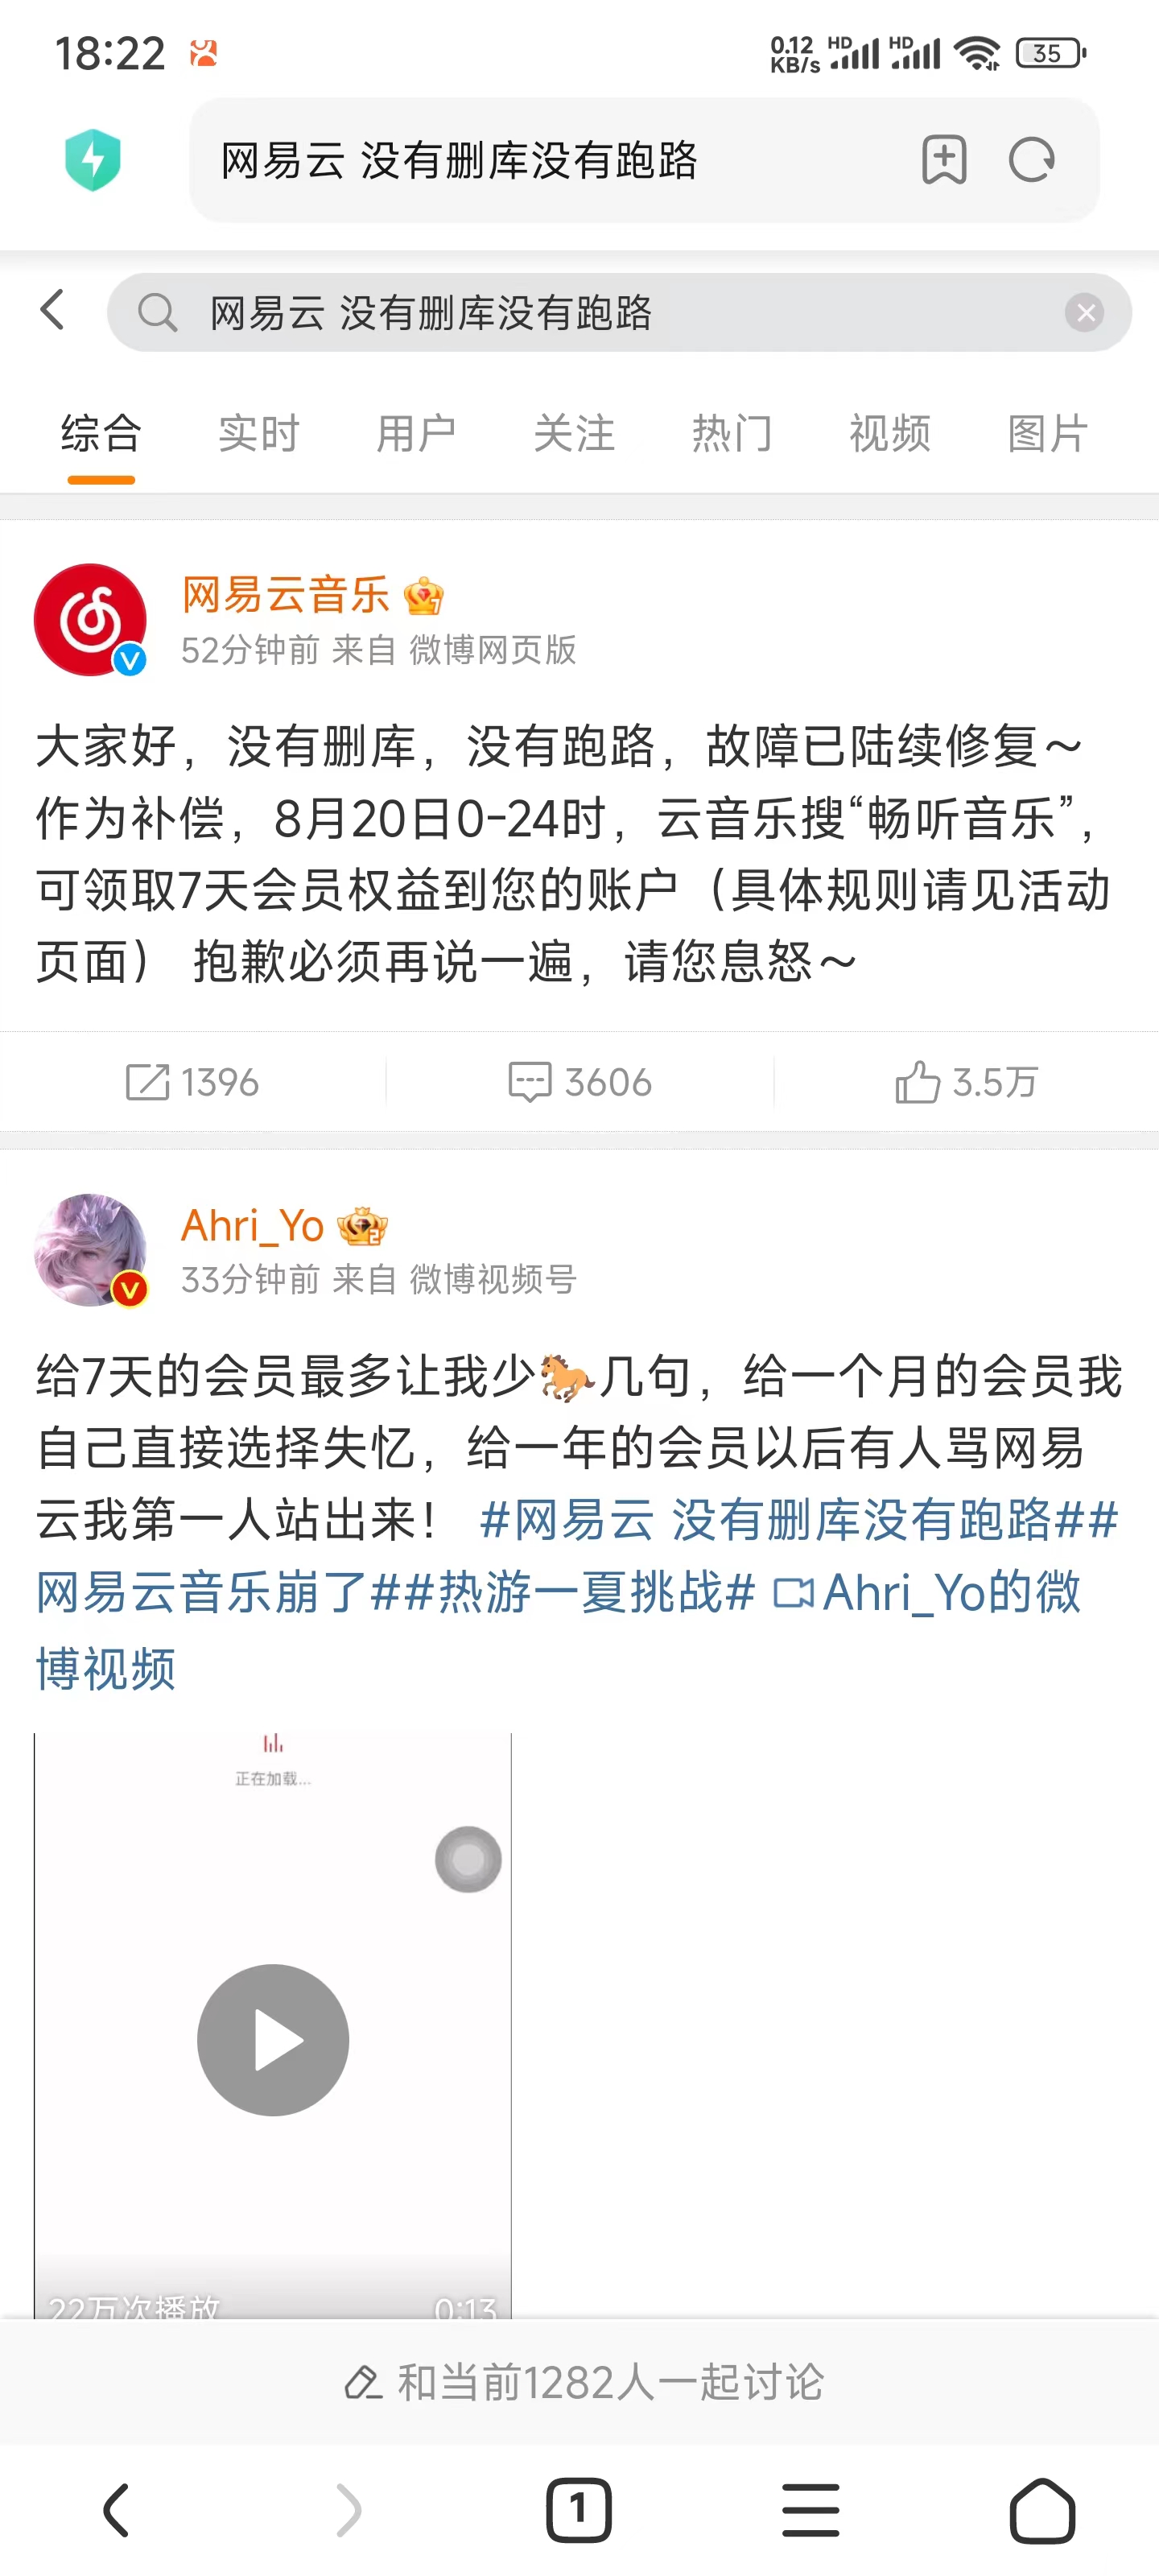 18:22
0.12
KB/s
HD
HD
35
网易云 没有删库没有跑路
网易云 没有删库没有跑路
综合 实时 用户 关注 热门 视频 图片
网易云音乐
52分钟前 来自 微博网页版
大家好，没有删库，没有跑路，故障已陆续修复～
作为补偿，8月20日0-24时，云音乐搜“畅听音乐”，
可领取7天会员权益到您的账户（具体规则请见活动
页面） 抱歉必须再说一遍，请您息怒～
1396 3606 3.5万
Ahri_Yo
33分钟前 来自 微博视频号
给7天的会员最多让我少🐎几句，给一个月的会员我
自己直接选择失忆，给一年的会员以后有人骂网易
云我第一人站出来！ #网易云 没有删库没有跑路##
网易云音乐崩了##热游一夏挑战# Ahri_Yo的微
博视频
正在加载...
22万次播放 0:13
和当前1282人一起讨论
1